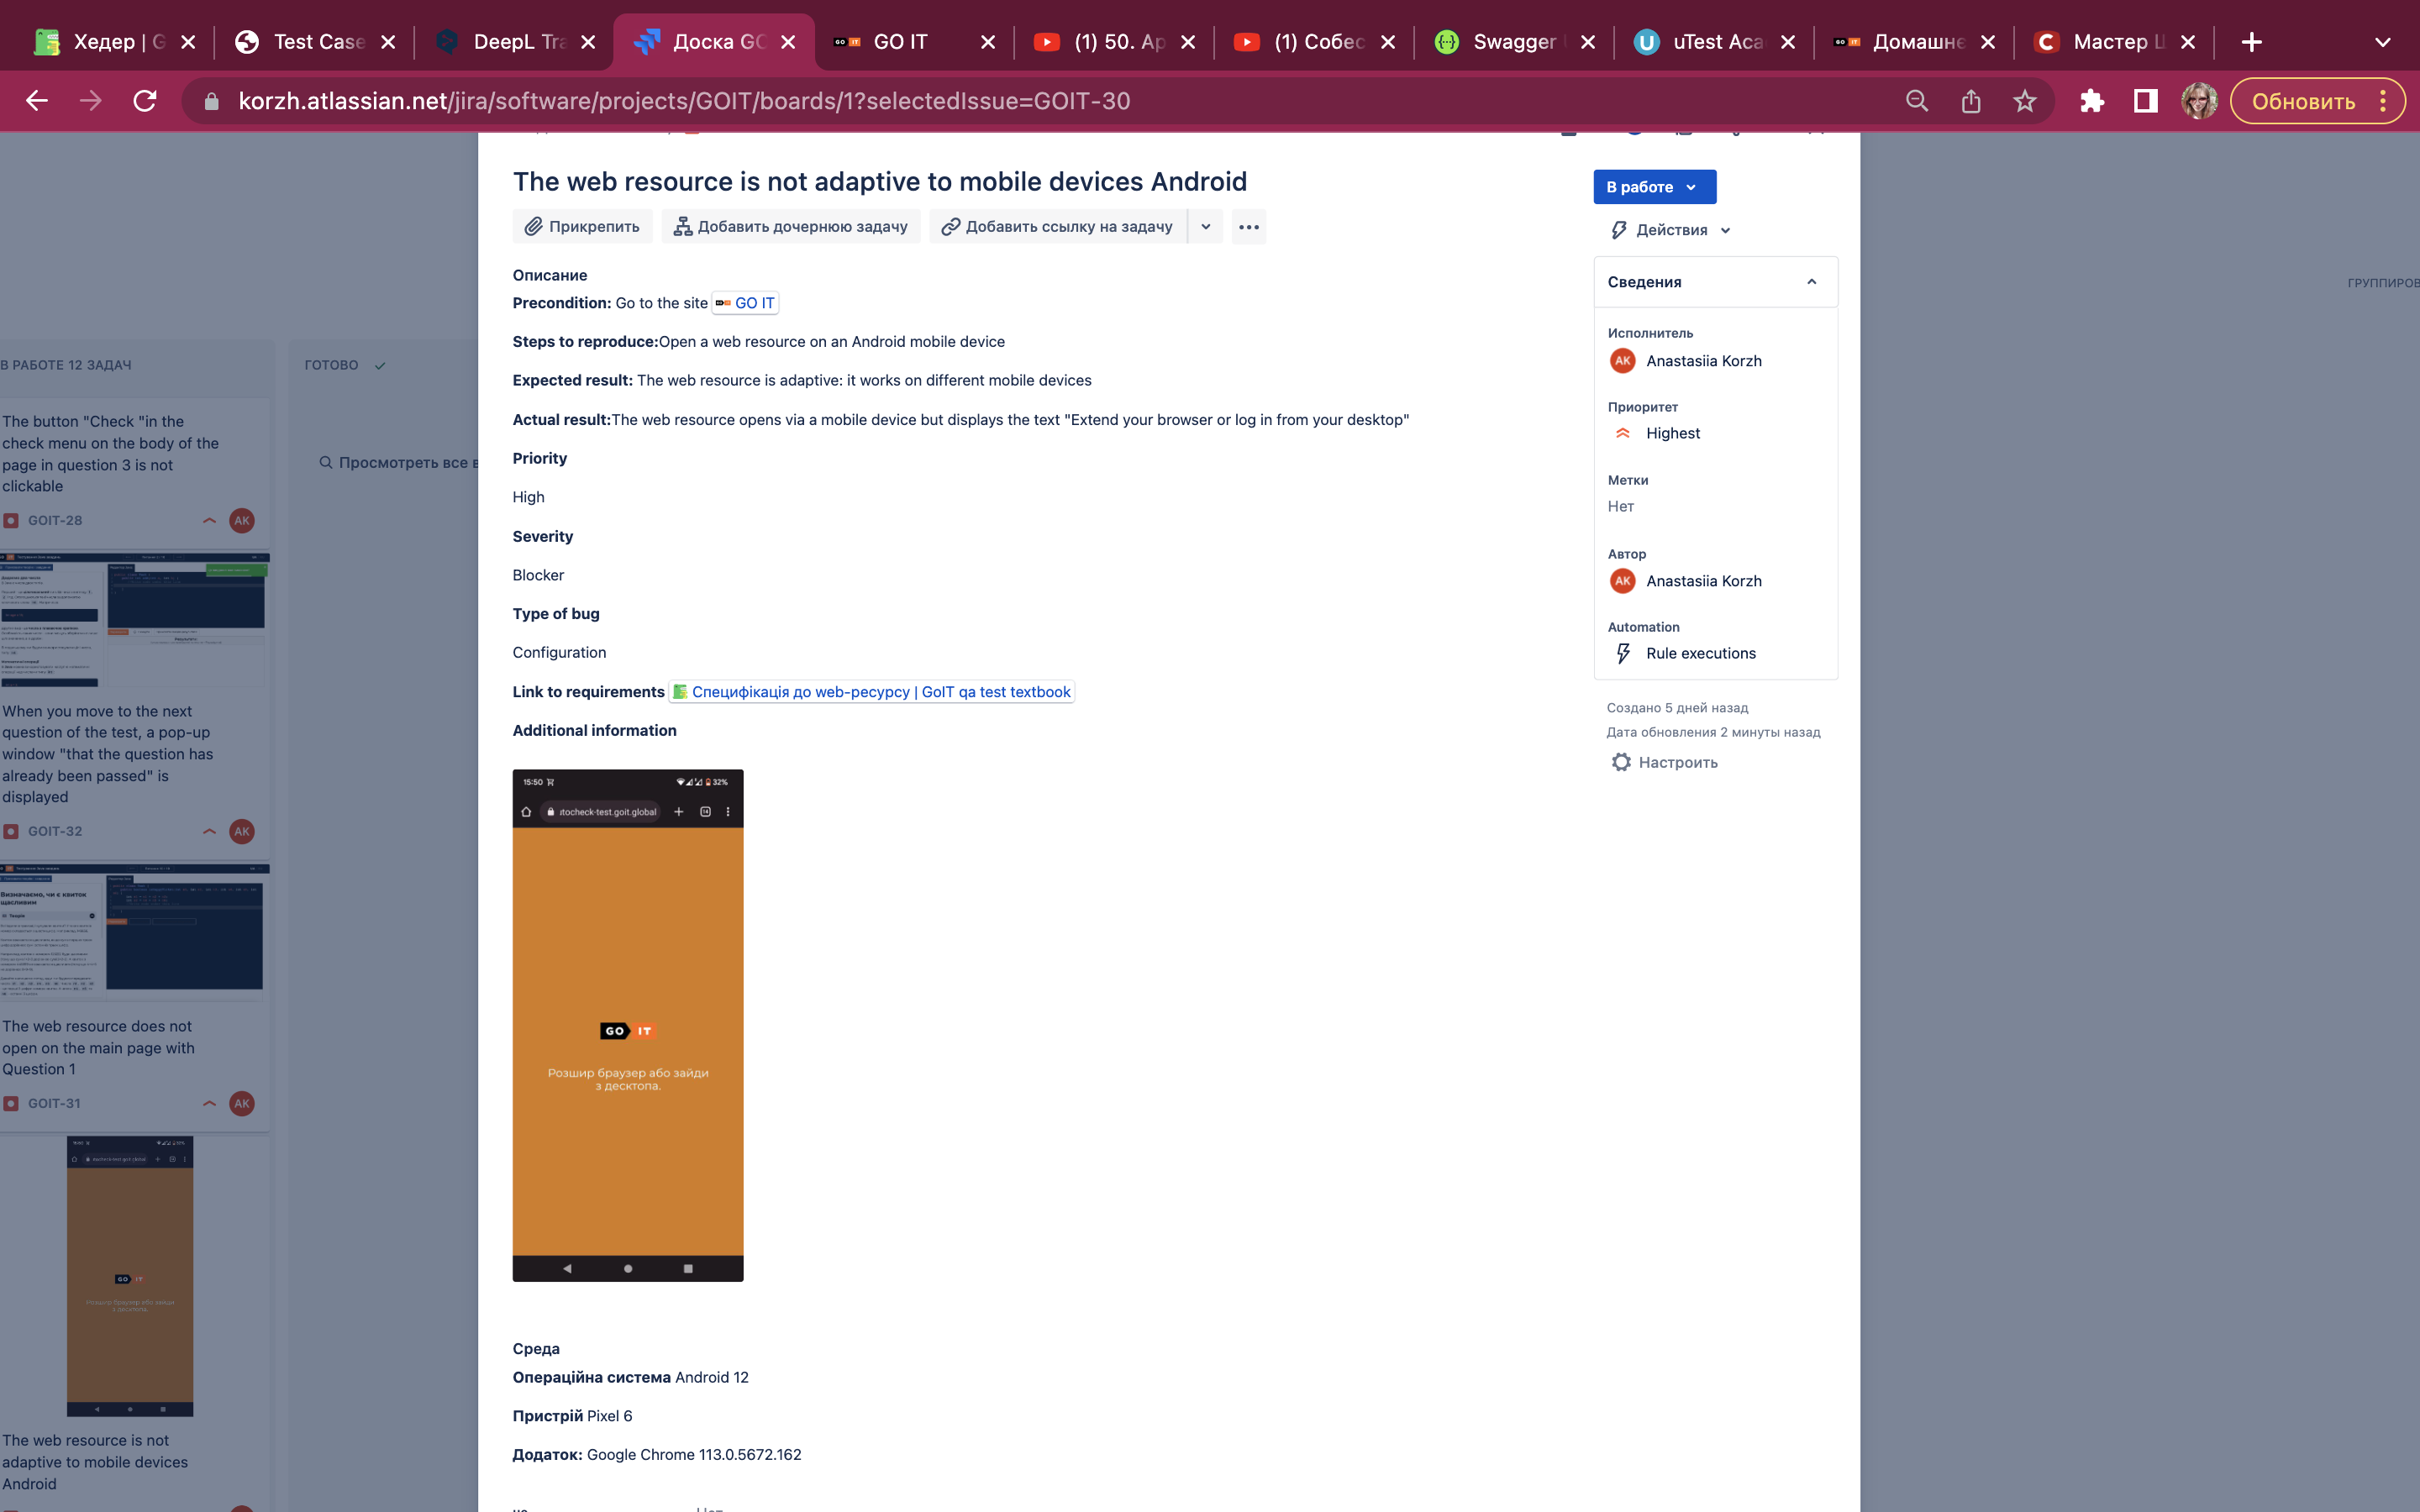 Хедер | G
Test Case
DeepL Tra
Доска GO
GO IT
(1) 50. Ap
(1) Собес
Swagger
uTest Aca
Домашне
Мастер
korzh.atlassian.net/jira/software/projects/GOIT/boards/1?selectedIssue=GOIT-30
Обновить
В РАБОТЕ 12 ЗАДАЧ
The button "Check "in the
check menu on the body of the
page in question 3 is not
clickable
GOIT-28
AK
When you move to the next
question of the test, a pop-up
window "that the question has
already been passed" is
displayed
GOIT-32
AK
Визначаємо, чи є квиток
щасливим
The web resource does not
open on the main page with
Question 1
GOIT-31
AK
GO IT
Розшир браузер або зайди
з десктопа.
The web resource is not
adaptive to mobile devices
Android
ГОТОВО
Просмотреть все в
The web resource is not adaptive to mobile devices Android
Прикрепить
Добавить дочернюю задачу
Добавить ссылку на задачу
Описание
Precondition: Go to the site GO IT
Steps to reproduce:Open a web resource on an Android mobile device
Expected result: The web resource is adaptive: it works on different mobile devices
Actual result:The web resource opens via a mobile device but displays the text "Extend your browser or log in from your desktop"
Priority
High
Severity
Blocker
Type of bug
Configuration
Link to requirements Специфікація до web-ресурсу | GoIT qa test textbook
Additional information
15:50 32%
itocheck-test.goit.global
GO IT
Розшир браузер або зайди
з десктопа.
Среда
Операційна система Android 12
Пристрій Pixel 6
Додаток: Google Chrome 113.0.5672.162
В работе
Действия
Сведения
Исполнитель
AK Anastasiia Korzh
Приоритет
Highest
Метки
Нет
Автор
AK Anastasiia Korzh
Automation
Rule executions
Создано 5 дней назад
Дата обновления 2 минуты назад
Настроить
ГРУППИРОВ